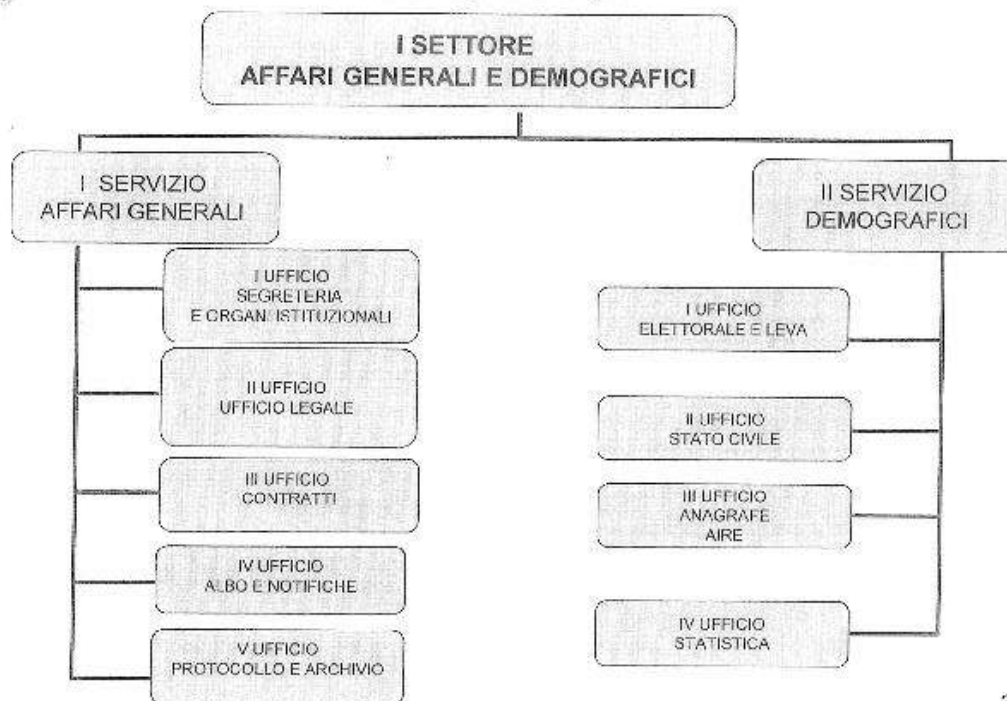 I SETTORE
AFFARI GENERALI E DEMOGRAFICI
I SERVIZIO
AFFARI GENERALI
I UFFICIO
SEGRETERIA
E ORGANI ISTITUZIONALI
II UFFICIO
UFFICIO LEGALE
III UFFICIO
CONTRATTI
IV UFFICIO
ALBO E NOTIFICHE
V UFFICIO
PROTOCOLLO E ARCHIVIO
II SERVIZIO
DEMOGRAFICI
I UFFICIO
ELETTORALE E LEVA
II UFFICIO
STATO CIVILE
III UFFICIO
ANAGRAFE
AIRE
IV UFFICIO
STATISTICA